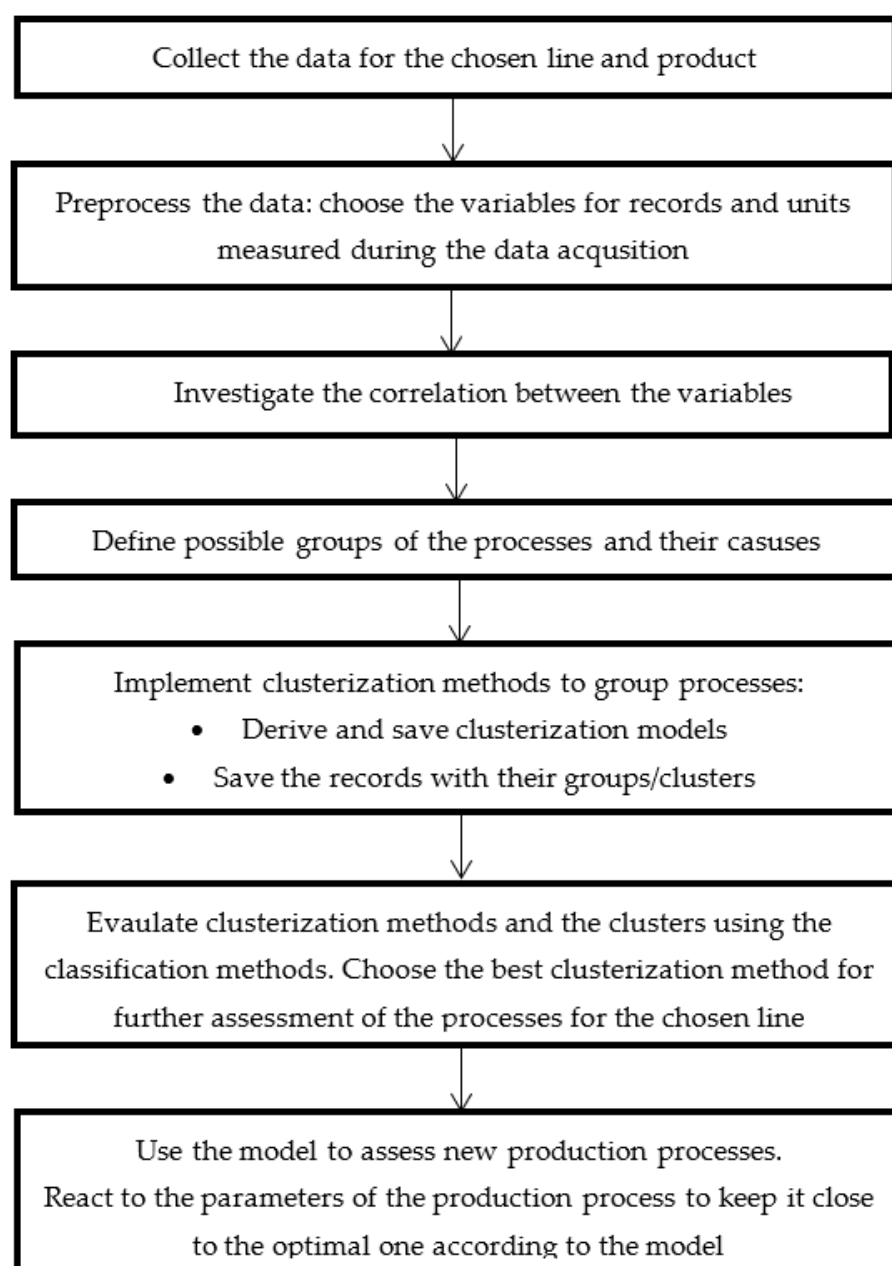 Collect the data for the chosen line and product
Preprocess the data: choose the variables for records and units
measured during the data acqusition
Investigate the correlation between the variables
Define possible groups of the processes and their casuses
Implement clusterization methods to group processes:
• Derive and save clusterization models
• Save the records with their groups/clusters
Evaulate clusterization methods and the clusters using the
classification methods. Choose the best clusterization method for
further assessment of the processes for the chosen line
Use the model to assess new production processes.
React to the parameters of the production process to keep it close
to the optimal one according to the model